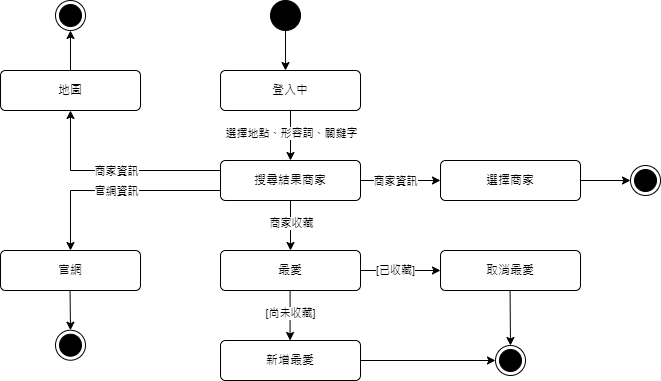 地圖
登入中
選擇地點、形容詞、關鍵字
商家資訊
搜尋結果商家
商家資訊
選擇商家
官網資訊
商家收藏
官網
最愛
[已收藏]
取消最愛
[尚未收藏]
新增最愛